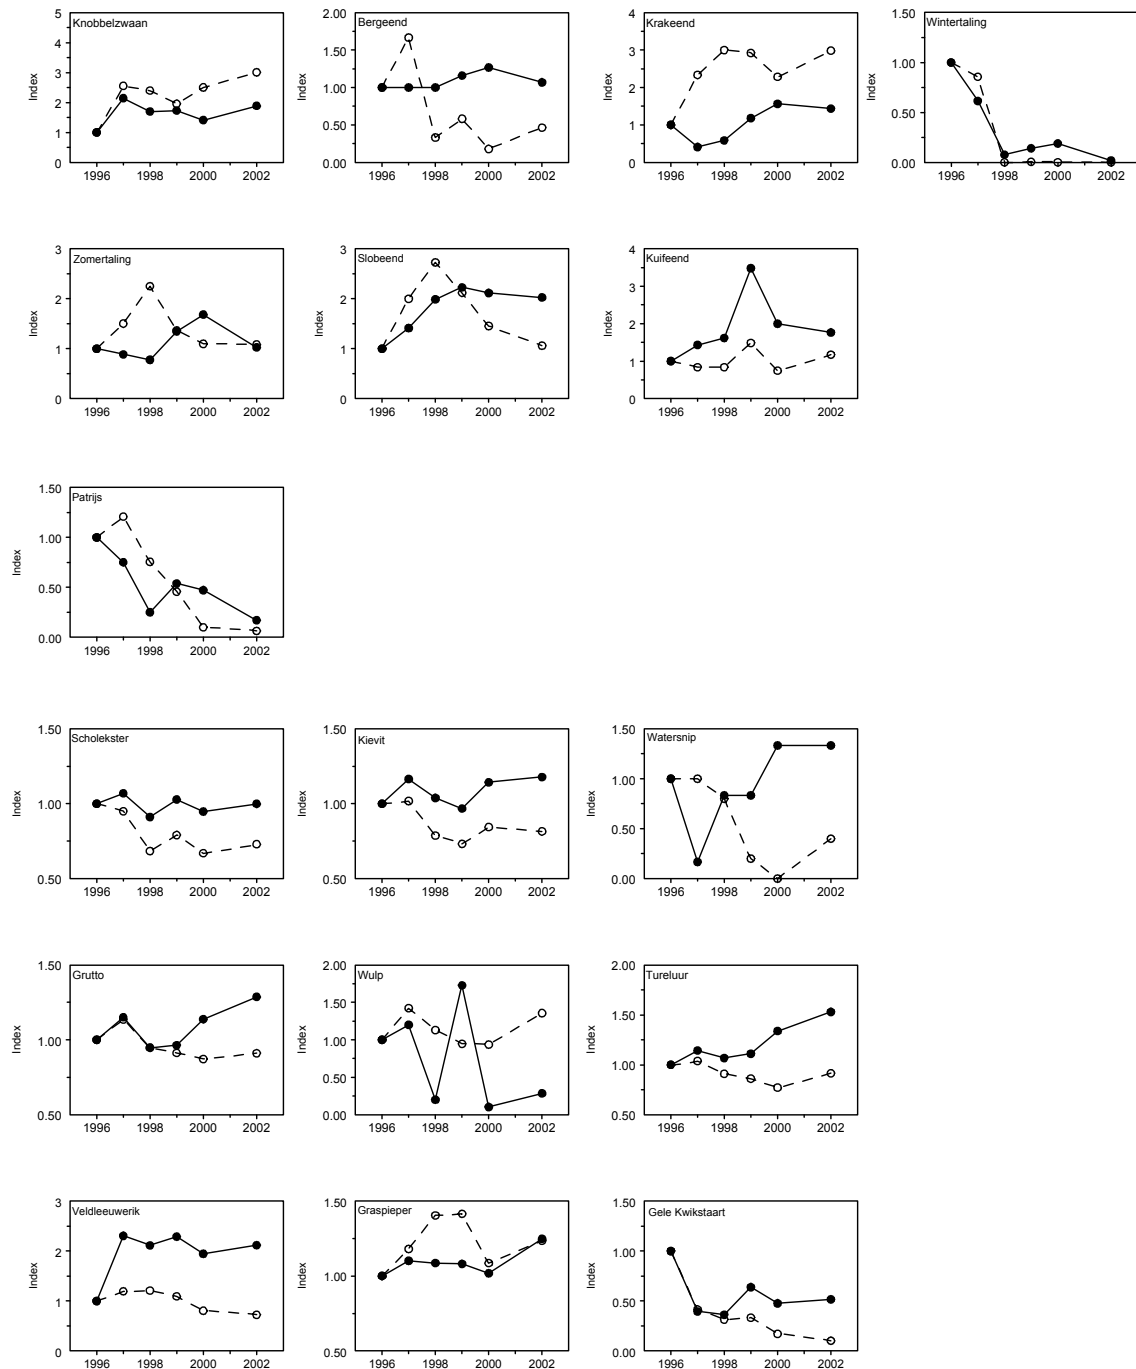 Knobbelzwaan
5
4
3
2
1
0
Index
1996 1998 2000 2002
Bergeend
2.00
1.50
1.00
0.50
0.00
Index
1996 1998 2000 2002
Krakeend
4
3
2
1
0
Index
1996 1998 2000 2002
Wintertaling
1.50
1.00
0.50
0.00
Index
1996 1998 2000 2002
Zomertaling
3
2
1
0
Index
1996 1998 2000 2002
Slobeend
3
2
1
0
Index
1996 1998 2000 2002
Kuifeend
4
3
2
1
0
Index
1996 1998 2000 2002
Patrijs
1.50
1.00
0.50
0.00
Index
1996 1998 2000 2002
Scholekster
1.50
1.00
0.50
Index
1996 1998 2000 2002
Kievit
1.50
1.00
0.50
Index
1996 1998 2000 2002
Watersnip
1.50
1.00
0.50
0.00
Index
1996 1998 2000 2002
Grutto
1.50
1.00
0.50
Index
1996 1998 2000 2002
Wulp
2.00
1.50
1.00
0.50
0.00
Index
1996 1998 2000 2002
Tureluur
2.00
1.50
1.00
0.50
Index
1996 1998 2000 2002
Veldleeuwerik
3
2
1
0
Index
1996 1998 2000 2002
Graspieper
1.50
1.00
0.50
Index
1996 1998 2000 2002
Gele Kwikstaart
1.50
1.00
0.50
0.00
Index
1996 1998 2000 2002